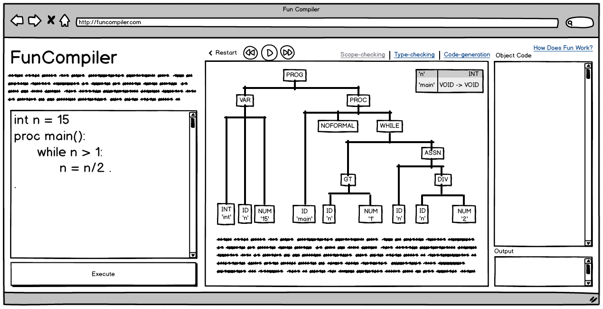 Fun Compiler
http://funcompiler.com
FunCompiler
Restart
Scope-checking
Type-checking
Code-generation
How Does Fun Work?
Object Code
int n = 15
proc main():
while n > 1:
n = n/2 .
.
Execute
PROG
'n' INT
'main' VOID -> VOID
VAR
PROC
NOFORMAL
WHILE
ASSN
GT
DIV
INT
'int'
ID
'n'
NUM
'15'
ID
'main'
ID
'n'
NUM
'1'
ID
'n'
ID
'n'
NUM
'2'
Output